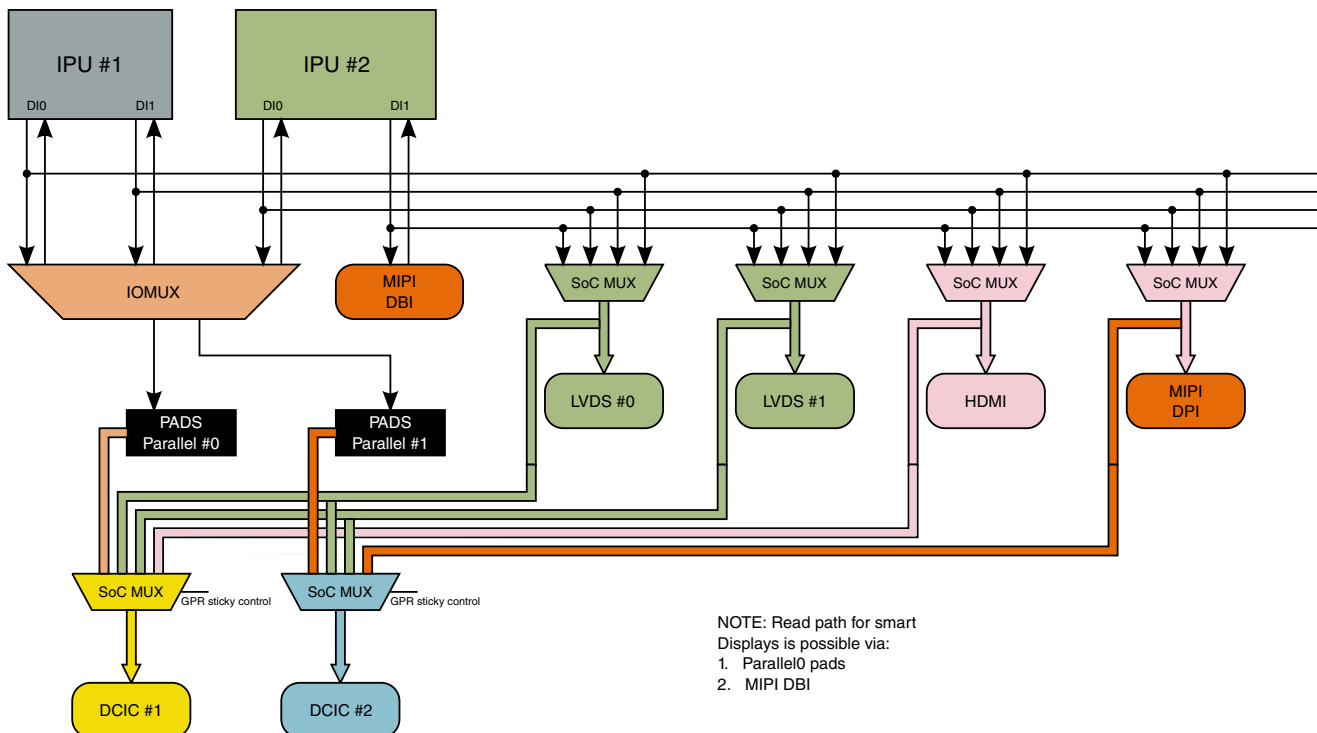 IPU #1
IPU #2
DI0
DI1
DI0
DI1
IOMUX
MIPI
DBI
SoC MUX
SoC MUX
SoC MUX
SoC MUX
LVDS #0
LVDS #1
HDMI
MIPI
DPI
PADS
Parallel #0
PADS
Parallel #1
SoC MUX
GPR sticky control
SoC MUX
GPR sticky control
NOTE: Read path for smart
Displays is possible via:
1. Parallel0 pads
2. MIPI DBI
DCIC #1
DCIC #2